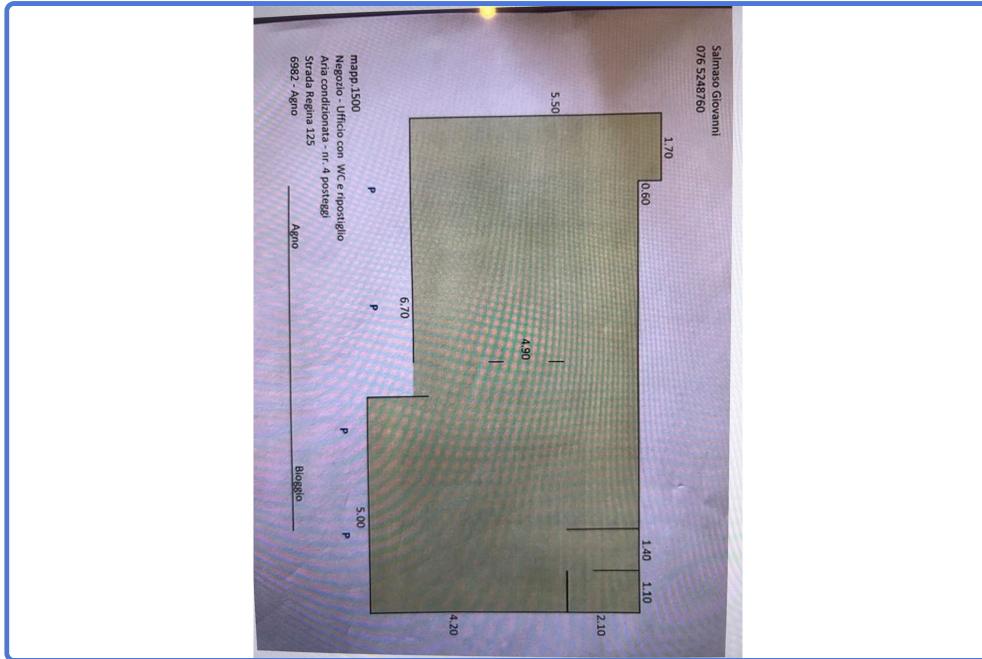 Salmaso Giovanni
076 5248760
1.70
0.60
5.50
4.90
6.70
1.40
1.10
2.10
4.20
5.00
P
P
P
P
mapp.1500
Negozio - Ufficio con WC e ripostiglio
Aria condizionata - nr. 4 posteggi
Strada Regina 125
6982 - Agno
Agno
Bioggio